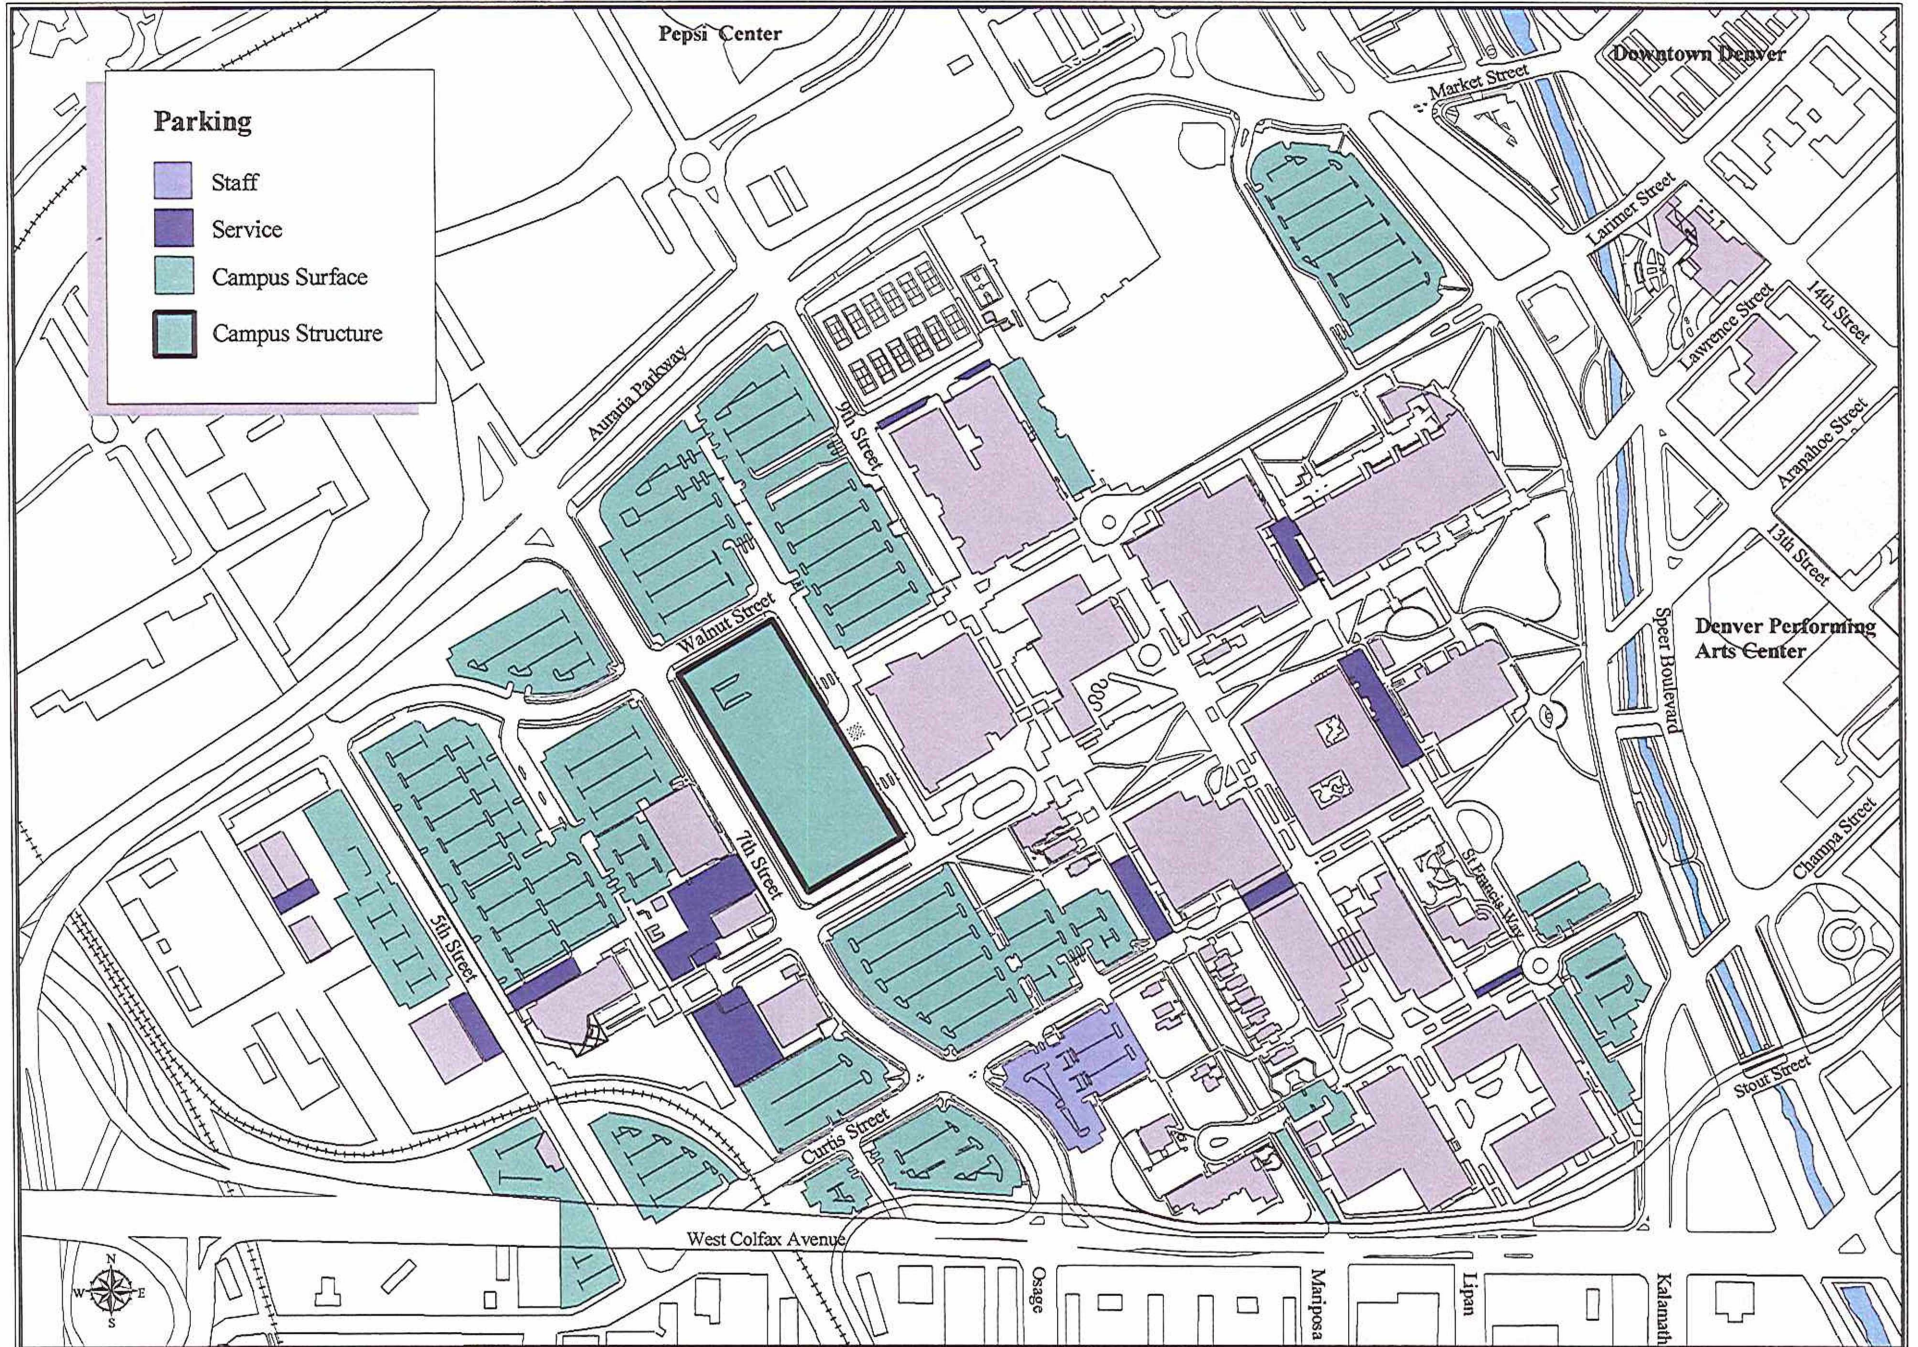 Pepsi Center
Downtown Denver
Market Street
Parking
Staff
Service
Campus Surface
Campus Structure
Larimer Street
Lawrence Street
14th Street
Auraria Parkway
9th Street
Arapahoe Street
13th Street
Walnut Street
Speer Boulevard
Denver Performing
Arts Center
7th Street
Champa Street
St Francis Way
5th Street
Stout Street
Curtis Street
West Colfax Avenue
N
W
E
S
Osage
Mariposa
Lipan
Kalamath